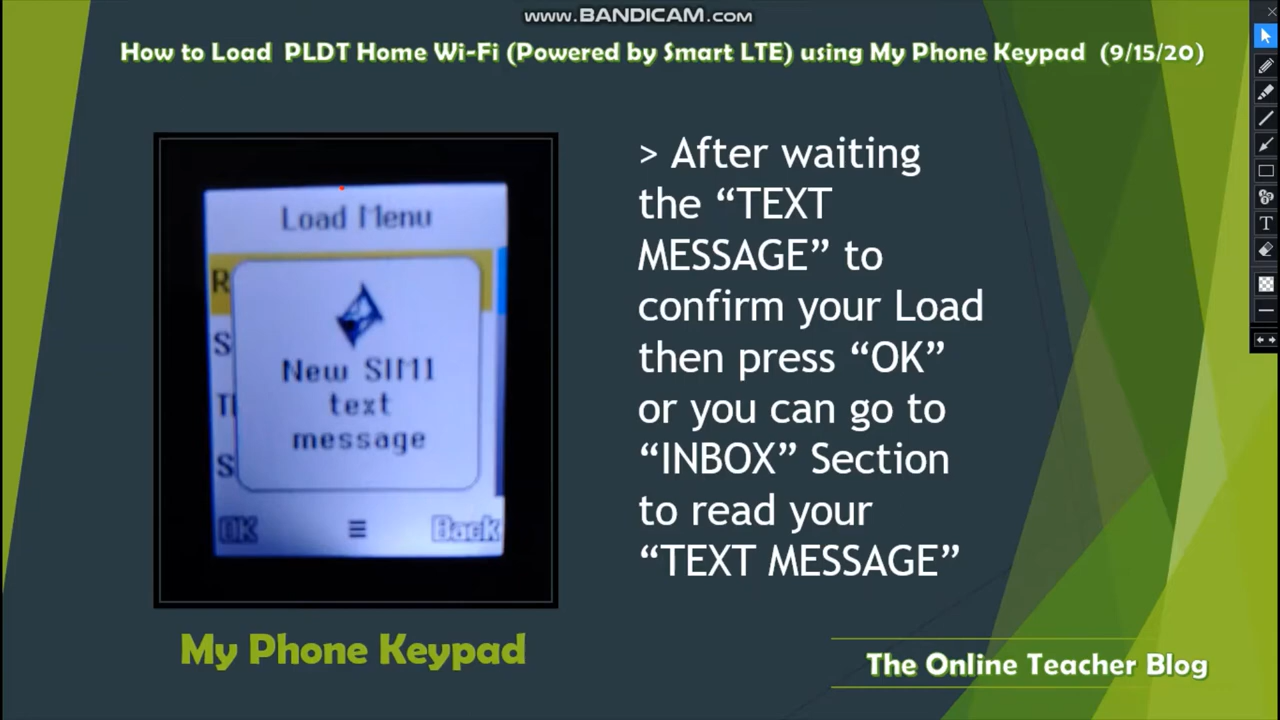 www.BANDICAM.com
How to Load PLDT Home Wi-Fi (Powered by Smart LTE) using My Phone Keypad (9/15/20)
> After waiting
the “TEXT
MESSAGE” to
confirm your Load
then press “OK”
or you can go to
“INBOX” Section
to read your
“TEXT MESSAGE”
Load Menu
R
S
New SIM1
text
message
S
OK
Back
My Phone Keypad
The Online Teacher Blog
T